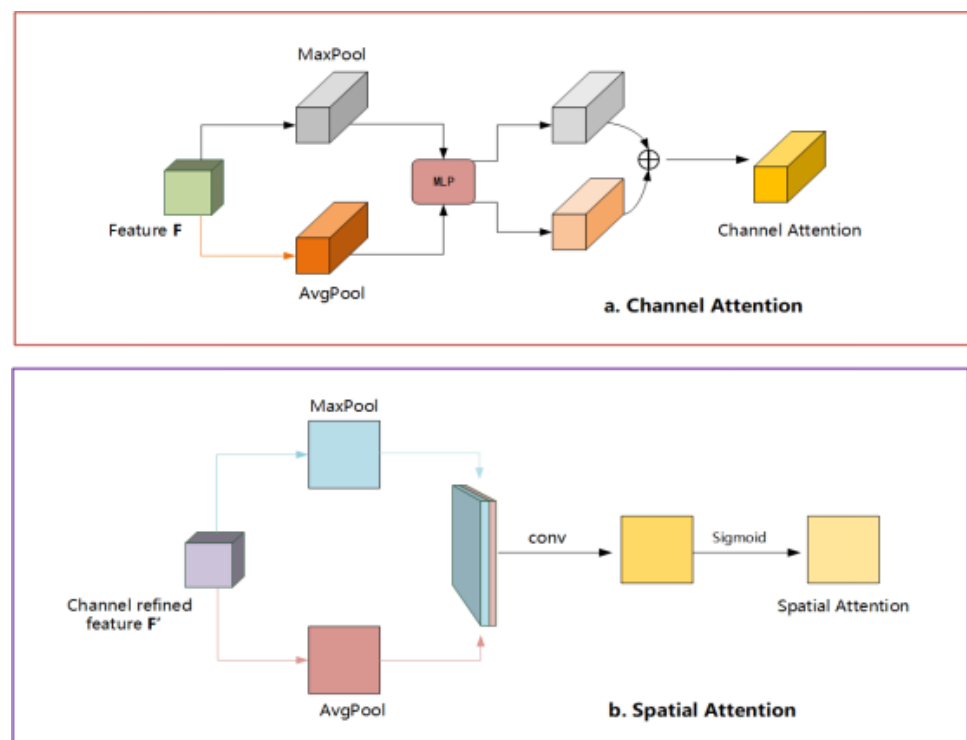 MaxPool
MLP
Feature F
Channel Attention
AvgPool
a. Channel Attention
MaxPool
conv
Sigmoid
Channel refined
feature F'
Spatial Attention
AvgPool
b. Spatial Attention